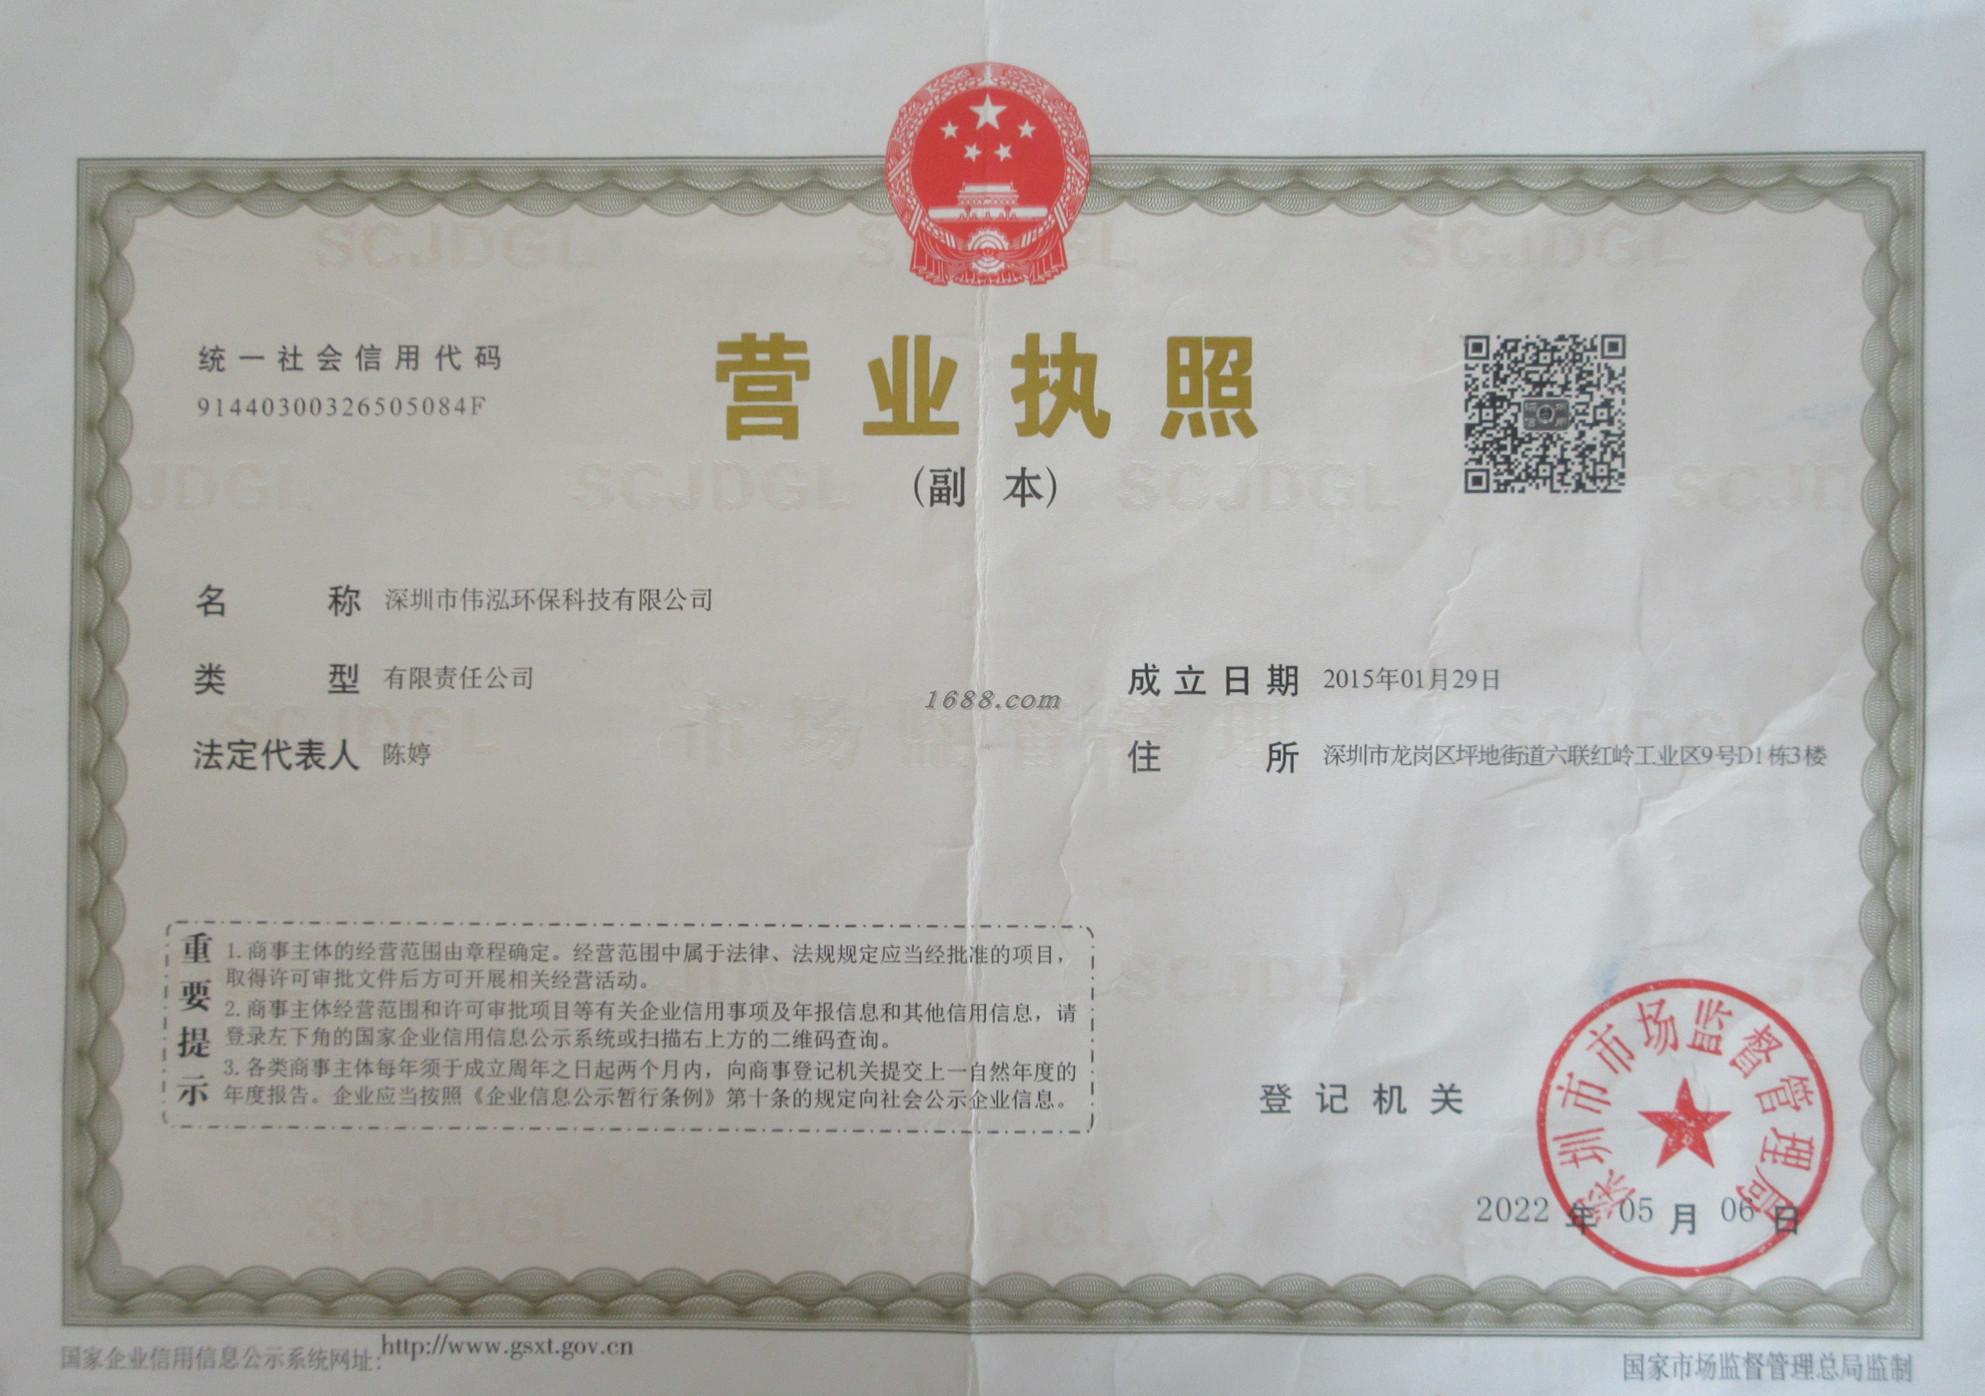 统一社会信用代码
91440300326505084F
营业执照
(副 本)
名 称 深圳市伟泓环保科技有限公司
类 型 有限责任公司
法定代表人 陈婷
成立日期 2015年01月29日
住 所 深圳市龙岗区坪地街道六联红岭工业区9号D1栋3楼
1688.com
重要提示
1. 商事主体的经营范围由章程确定。经营范围中属于法律、法规规定应当经批准的项目，
取得许可审批文件后方可开展相关经营活动。
2. 商事主体经营范围和许可审批项目等有关企业信用事项及年报信息和其他信用信息，请
登录左下角的国家企业信用信息公示系统或扫描右上方的二维码查询。
3. 各类商事主体每年须于成立周年之日起两个月内，向商事登记机关提交上一自然年度的
年度报告。企业应当按照《企业信息公示暂行条例》第十条的规定向社会公示企业信息。
登记机关
深圳市市场监督管理局
2022 年 05 月 06 日
国家企业信用信息公示系统网址: http://www.gsxt.gov.cn
国家市场监督管理总局监制
SCJDGL
SCJDGL
SCJDGL
JDGL
SCJDGL
SCJDGL
SCJD
市场监督管理
SCJDGL
SCJDGL
SCJDGL
SCJDGL